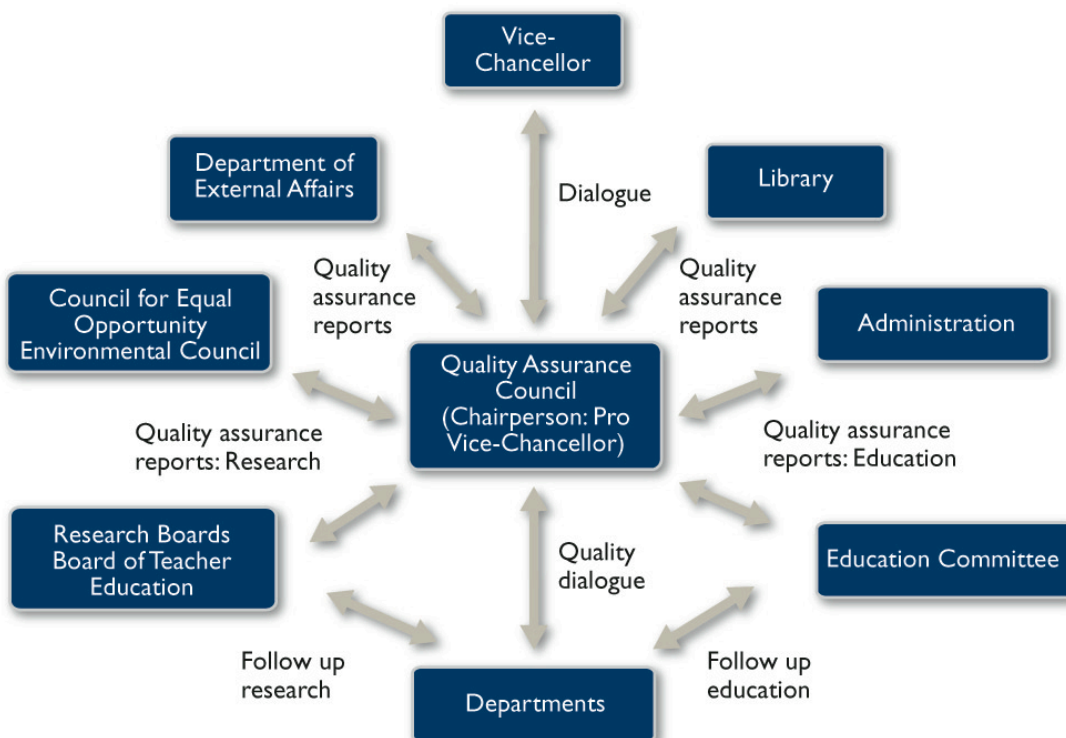 Vice-
Chancellor
Department of
External Affairs
Library
Dialogue
Quality
assurance
reports
Quality
assurance
reports
Council for Equal
Opportunity
Environmental Council
Administration
Quality Assurance
Council
(Chairperson: Pro
Vice-Chancellor)
Quality assurance
reports: Research
Quality assurance
reports: Education
Research Boards
Board of Teacher
Education
Quality
dialogue
Education Committee
Follow up
research
Departments
Follow up
education